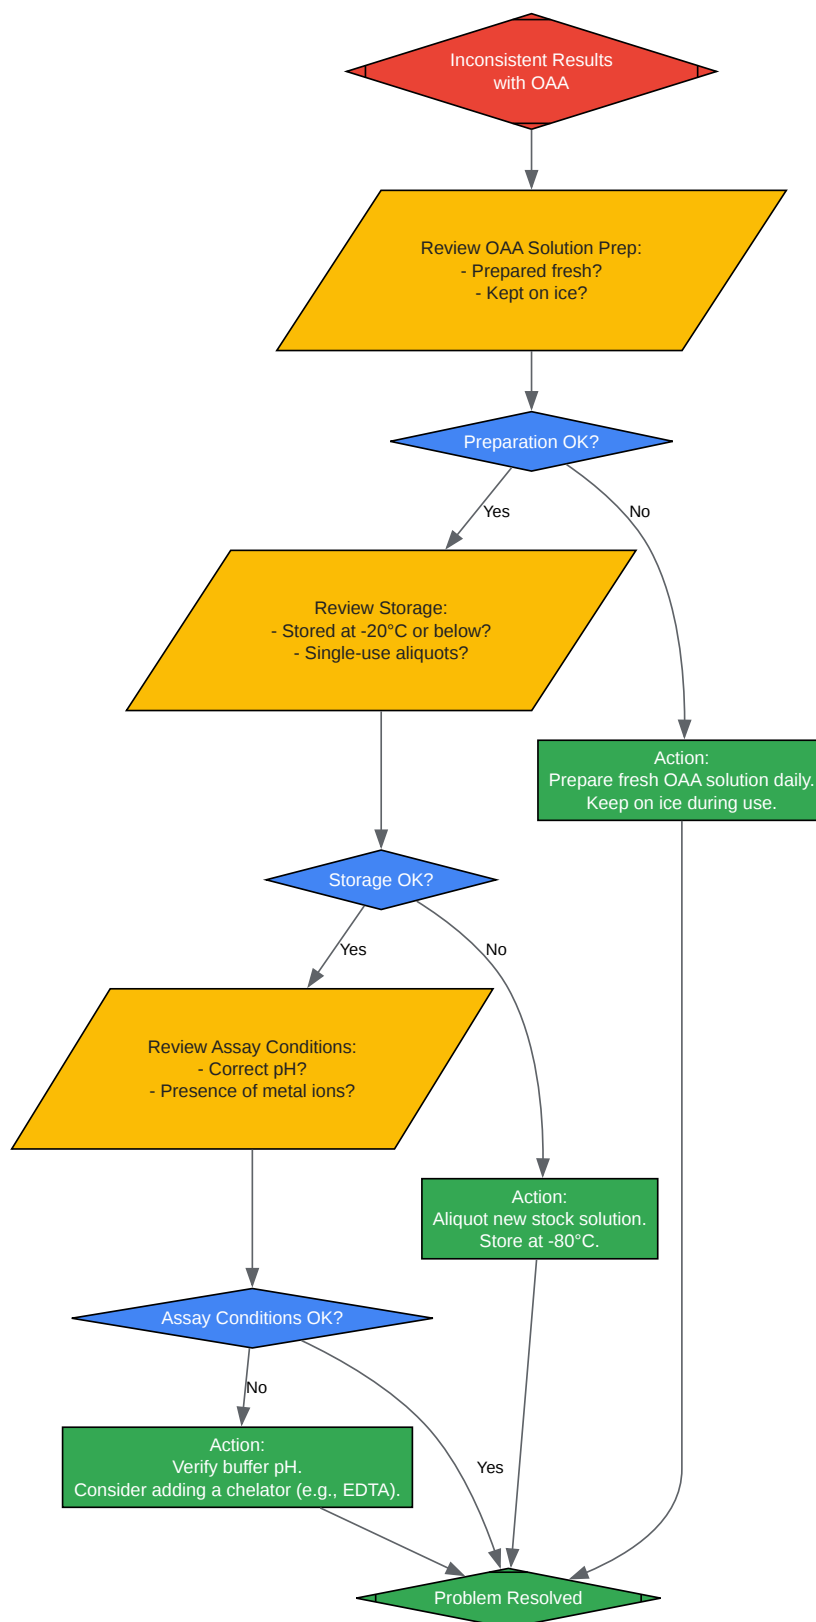 Inconsistent Results
with OAA
Review OAA Solution Prep:
- Prepared fresh?
- Kept on ice?
Preparation OK?
Yes
No
Review Storage:
- Stored at -20°C or below?
- Single-use aliquots?
Action:
Prepare fresh OAA solution daily.
Keep on ice during use.
Storage OK?
Yes
No
Review Assay Conditions:
- Correct pH?
- Presence of metal ions?
Action:
Aliquot new stock solution.
Store at -80°C.
Assay Conditions OK?
No
Yes
Action:
Verify buffer pH.
Consider adding a chelator (e.g., EDTA).
Problem Resolved